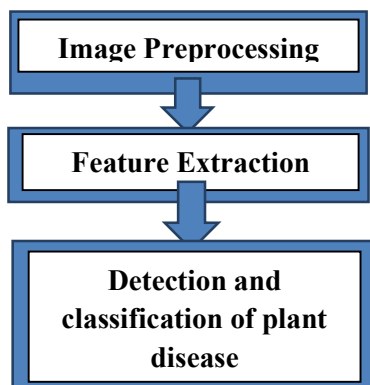 Image Preprocessing
Feature Extraction
Detection and
classification of plant
disease